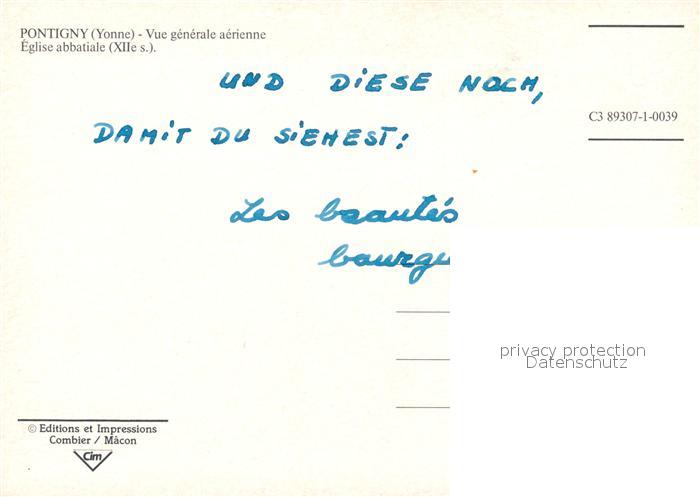 PONTIGNY (Yonne) - Vue générale aérienne
Église abbatiale (XIIe s.).
UND DiESE NOCH,
C3 89307-1-0039
DAMiT DU SiEHEST:
Les beautés
bourgu
privacy protection
Datenschutz
© Editions et Impressions
Combier / Mâcon
Cim